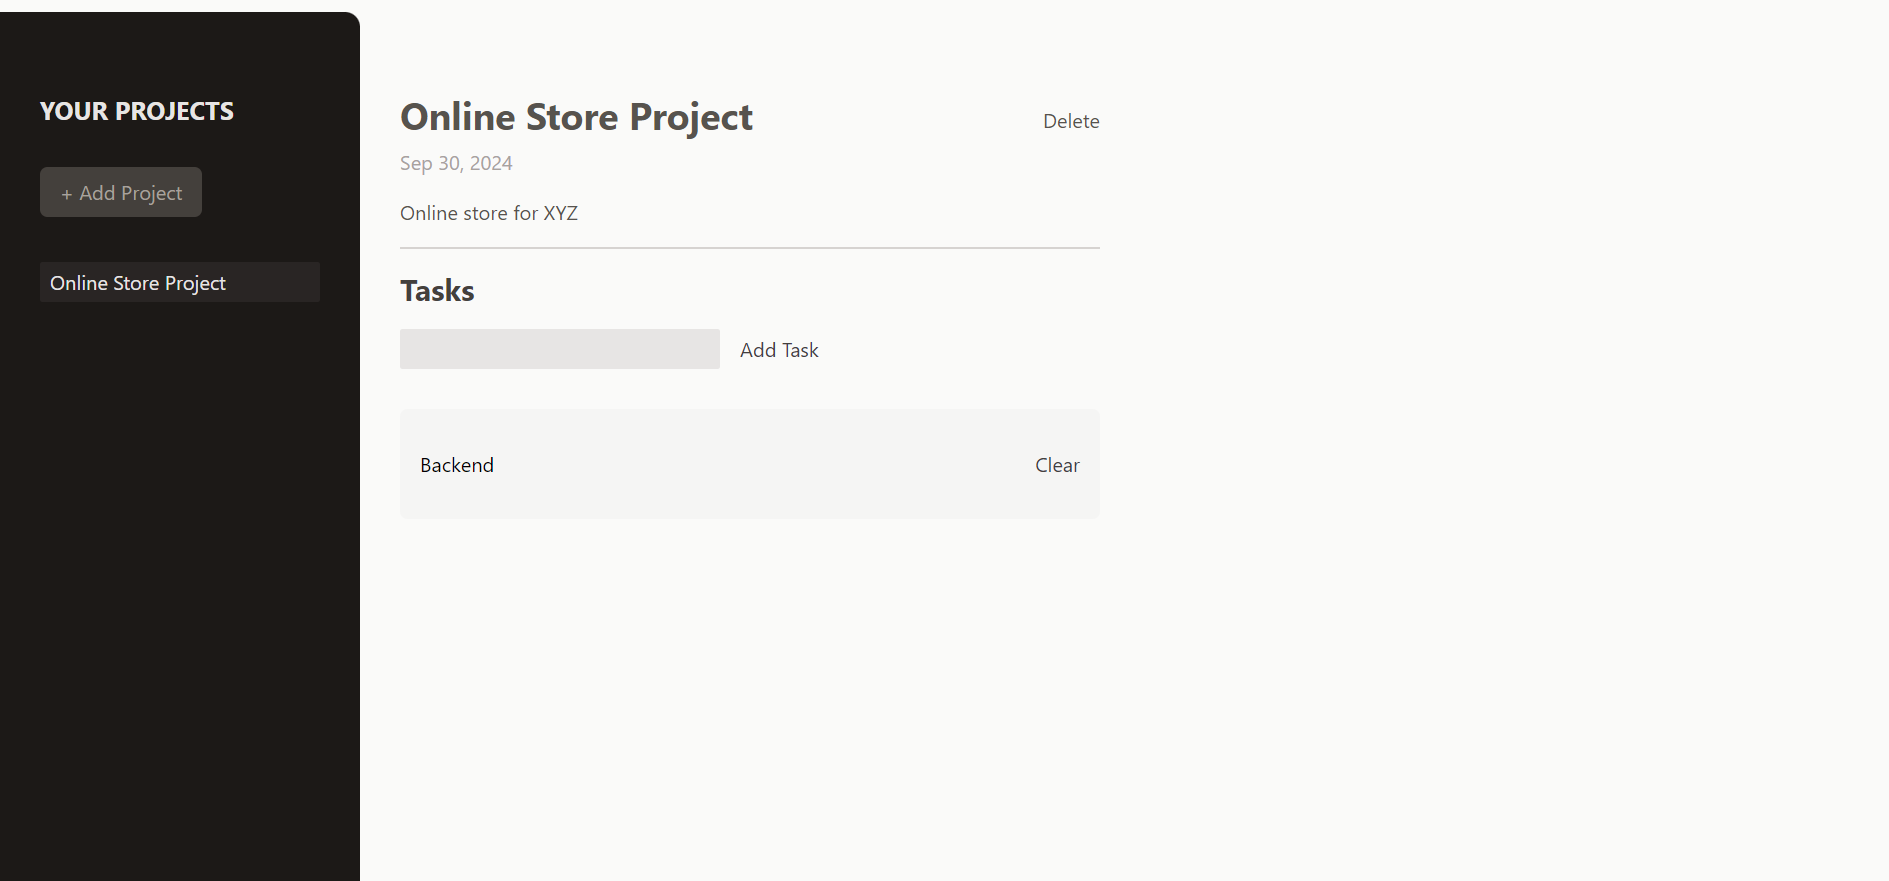 YOUR PROJECTS
+ Add Project
Online Store Project
Online Store Project
Delete
Sep 30, 2024
Online store for XYZ
Tasks
Add Task
Backend
Clear